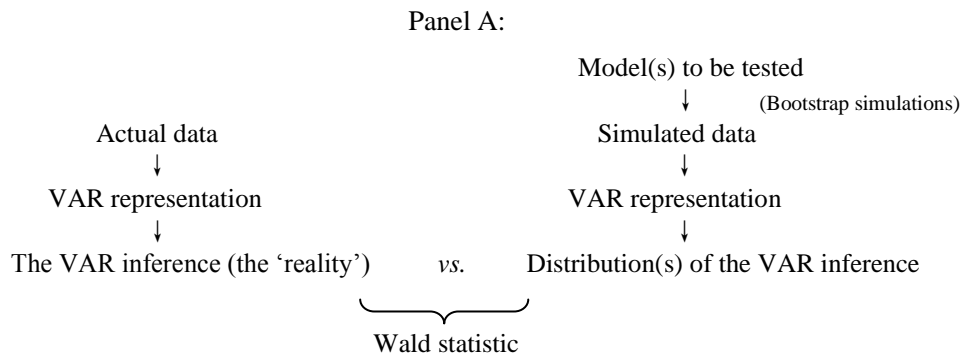 Panel A:
Model(s) to be tested
(Bootstrap simulations)
Actual data
Simulated data
VAR representation
VAR representation
The VAR inference (the ‘reality’) vs. Distribution(s) of the VAR inference
Wald statistic